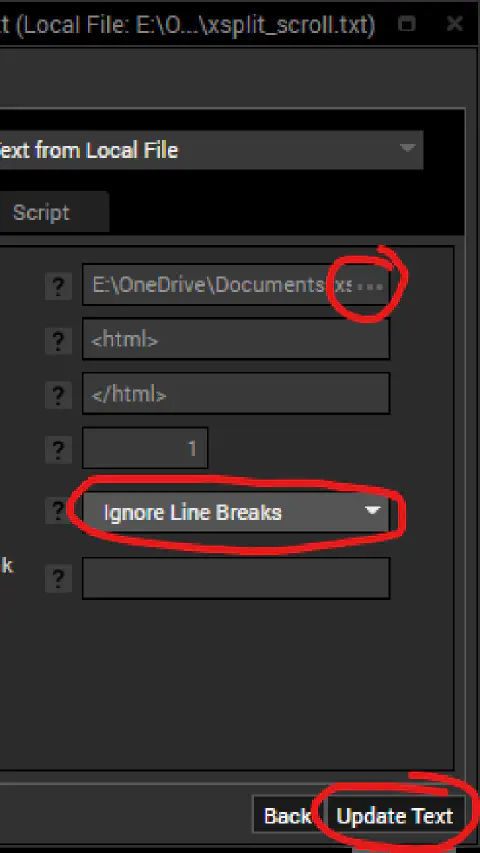 t (Local File: E:\O...\xsplit_scroll.txt)
Text from Local File
Script
? E:\OneDrive\Documents\xs ...
? <html>
? </html>
? 1
? Ignore Line Breaks
k
?
Back Update Text